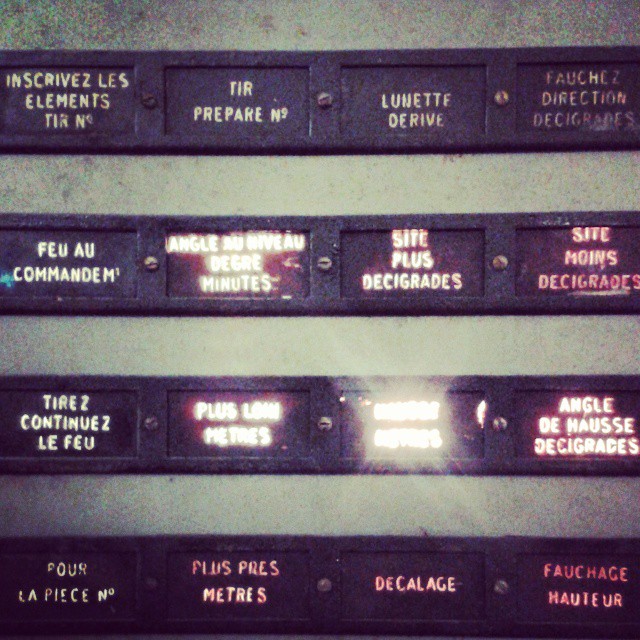 INSCRIVEZ LES
ELEMENTS
TIR Nº
TIR
PREPARE Nº
LUNETTE
DERIVE
FAUCHEZ
DIRECTION
DECIGRADES
FEU AU
COMMANDEMT
ANGLE AU NIVEAU
DEGRE
MINUTES
SITE
PLUS
DECIGRADES
SITE
MOINS
DECIGRADES
TIREZ
CONTINUEZ
LE FEU
PLUS LOIN
METRES
METRES
ANGLE
DE HAUSSE
DECIGRADES
POUR
LA PIECE Nº
PLUS PRES
METRES
DECALAGE
FAUCHAGE
HAUTEUR